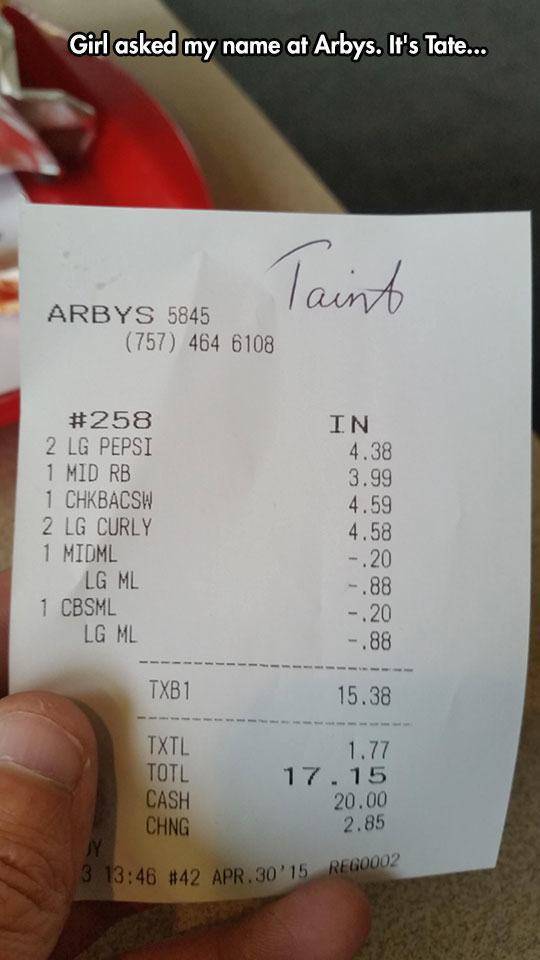 Girl asked my name at Arbys. It's Tate...
Taint
ARBYS 5845
(757) 464 6108
#258 IN
2 LG PEPSI 4.38
1 MID RB 3.99
1 CHKBACSW 4.59
2 LG CURLY 4.58
1 MIDML -.20
LG ML -.88
1 CBSML -.20
LG ML -.88
TXB1 15.38
TXTL 1.77
TOTL 17.15
CASH 20.00
CHNG 2.85
3 13:46 #42 APR.30'15 REG0002